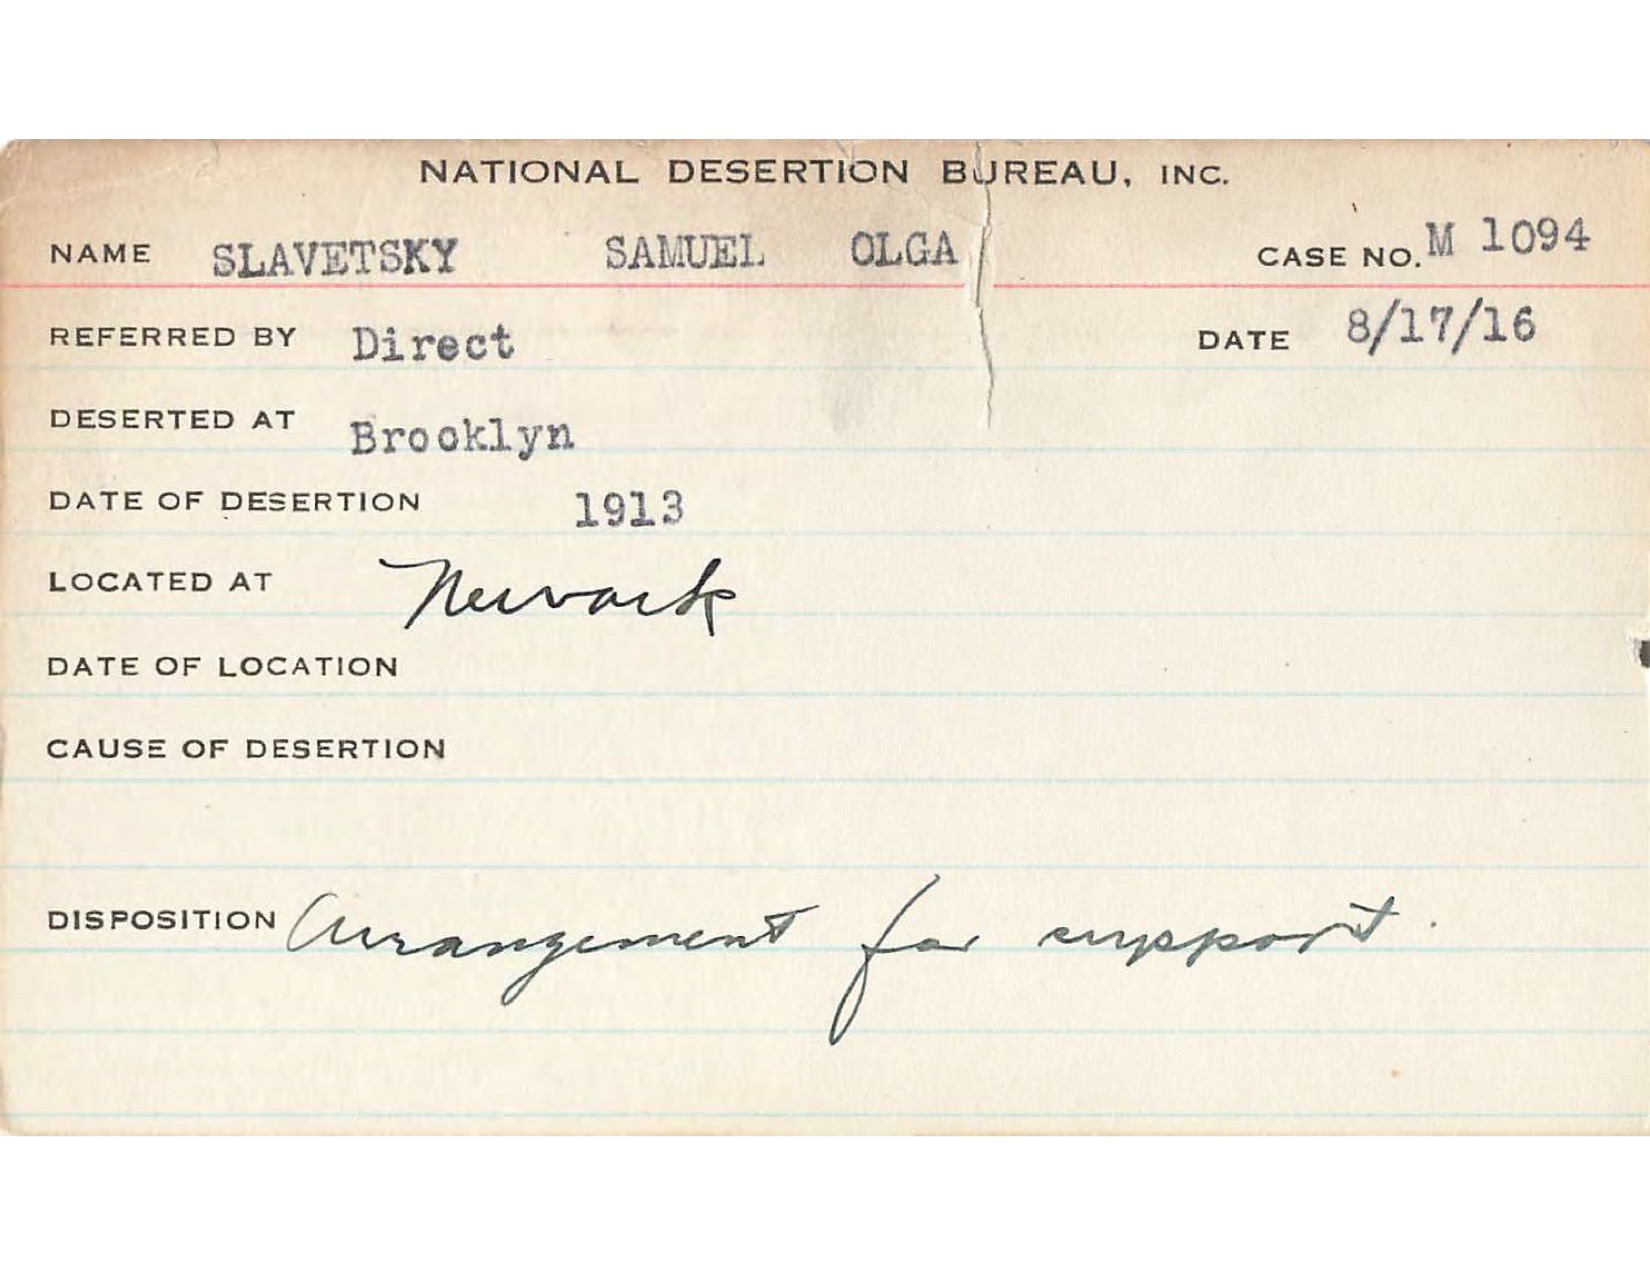 NATIONAL DESERTION BUREAU, INC.
NAME SLAVETSKY SAMUEL OLGA CASE NO. M 1094
REFERRED BY Direct DATE 8/17/16
DESERTED AT Brooklyn
DATE OF DESERTION 1913
LOCATED AT Newark
DATE OF LOCATION
CAUSE OF DESERTION
DISPOSITION Arrangement for support.